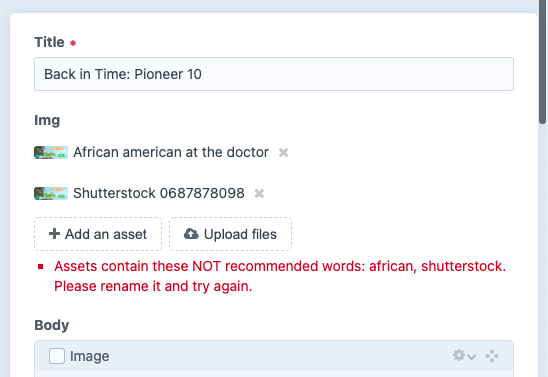 Title *
Back in Time: Pioneer 10
Img
African american at the doctor
Shutterstock 0687878098
Add an asset Upload files
Assets contain these NOT recommended words: african, shutterstock.
Please rename it and try again.
Body
Image